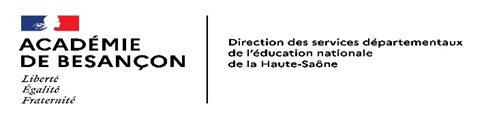 ACADÉMIE
DE BESANÇON
Liberté
Égalité
Fraternité
Direction des services départementaux
de l'éducation nationale
de la Haute-Saône